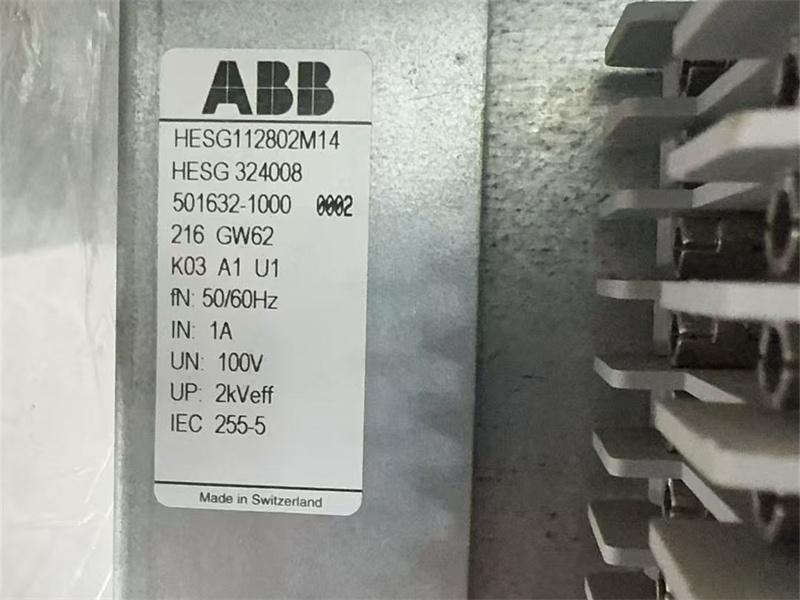 ABB
HESG112802M14
HESG 324008
501632-1000 0002
216 GW62
K03 A1 U1
fN: 50/60Hz
IN: 1A
UN: 100V
UP: 2kVeff
IEC 255-5
Made in Switzerland